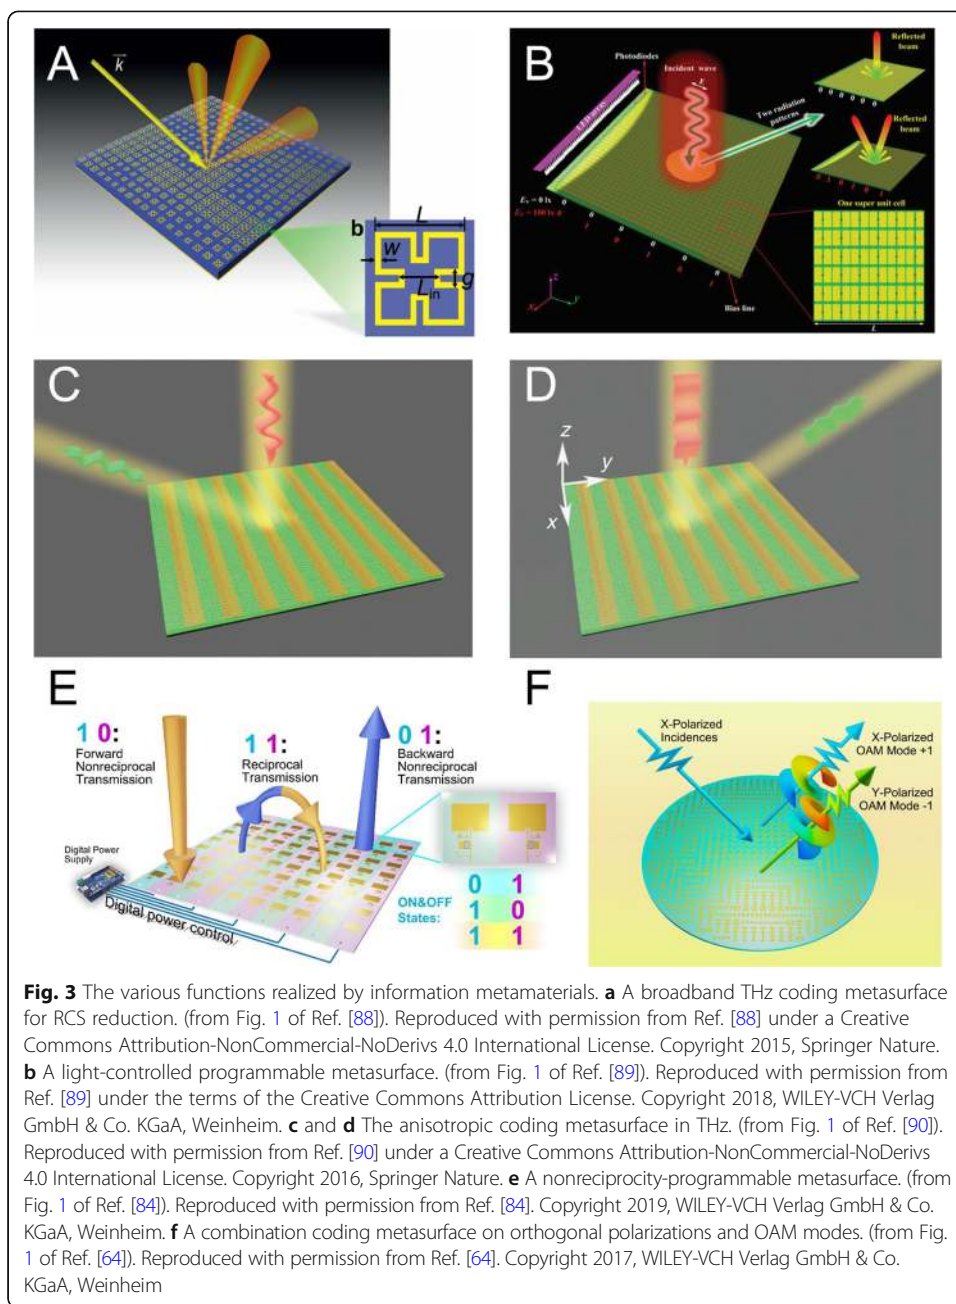 A
k
b
L
w
Lin
g
B
Photodiodes
Incident wave
E
LED array
Two radiation
patterns
Reflected
beam
0 0 0 0 0 0
Reflected
beam
One super unit cell
Bias line
L
z
y
x
C
D
z
y
x
E
1 0:
Forward
Nonreciprocal
Transmission
1 1:
Reciprocal
Transmission
0 1:
Backward
Nonreciprocal
Transmission
Digital Power
Supply
Digital power control
ON&OFF
States:
0 1
1 0
1 1
F
X-Polarized
Incidences
X-Polarized
OAM Mode +1
Y-Polarized
OAM Mode -1
Fig. 3 The various functions realized by information metamaterials. a A broadband THz coding metasurface
for RCS reduction. (from Fig. 1 of Ref. [88]). Reproduced with permission from Ref. [88] under a Creative
Commons Attribution-NonCommercial-NoDerivs 4.0 International License. Copyright 2015, Springer Nature.
b A light-controlled programmable metasurface. (from Fig. 1 of Ref. [89]). Reproduced with permission from
Ref. [89] under the terms of the Creative Commons Attribution License. Copyright 2018, WILEY-VCH Verlag
GmbH & Co. KGaA, Weinheim. c and d The anisotropic coding metasurface in THz. (from Fig. 1 of Ref. [90]).
Reproduced with permission from Ref. [90] under a Creative Commons Attribution-NonCommercial-NoDerivs
4.0 International License. Copyright 2016, Springer Nature. e A nonreciprocity-programmable metasurface. (from
Fig. 1 of Ref. [84]). Reproduced with permission from Ref. [84]. Copyright 2019, WILEY-VCH Verlag GmbH & Co.
KGaA, Weinheim. f A combination coding metasurface on orthogonal polarizations and OAM modes. (from Fig.
1 of Ref. [64]). Reproduced with permission from Ref. [64]. Copyright 2017, WILEY-VCH Verlag GmbH & Co.
KGaA, Weinheim